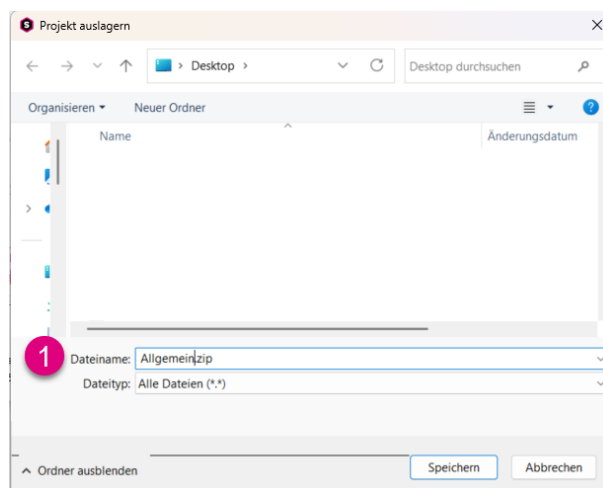 S Projekt auslagern
Desktop
Desktop durchsuchen
Organisieren
Neuer Ordner
?
Name
Änderungsdatum
1
Dateiname: Allgemein.zip
Dateityp: Alle Dateien (*.*)
Ordner ausblenden
Speichern
Abbrechen